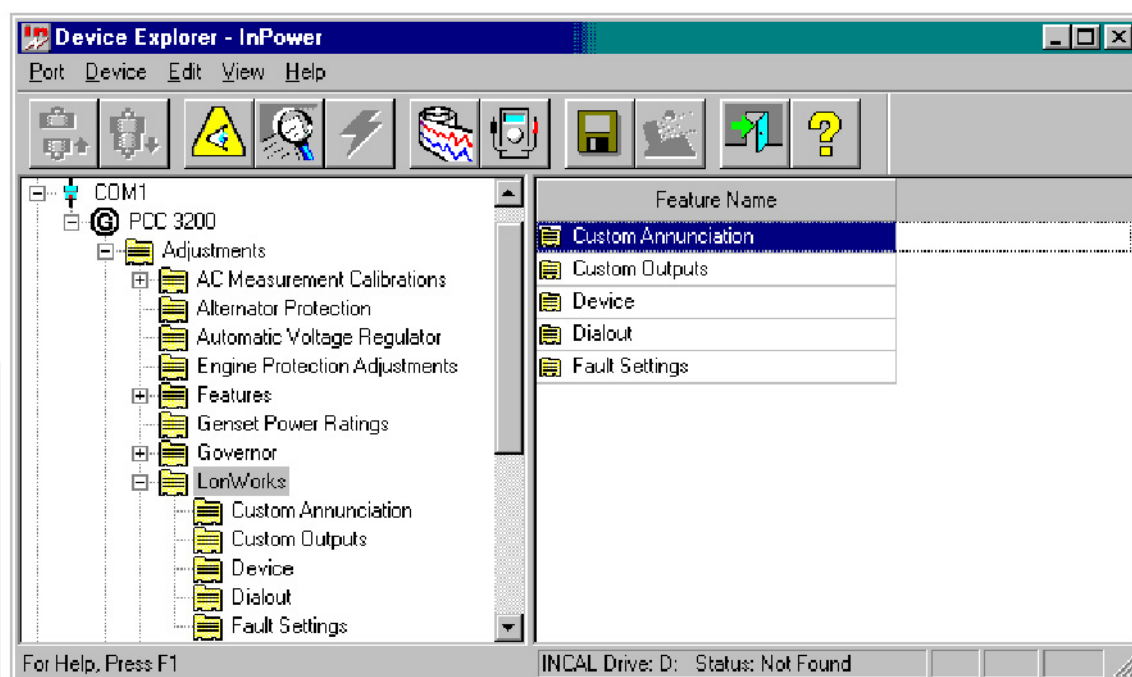 Device Explorer - InPower
Port Device Edit View Help
COM1
PCC 3200
Adjustments
AC Measurement Calibrations
Alternator Protection
Automatic Voltage Regulator
Engine Protection Adjustments
Features
Genset Power Ratings
Governor
LonWorks
Custom Annunciation
Custom Outputs
Device
Dialout
Fault Settings
Feature Name
Custom Annunciation
Custom Outputs
Device
Dialout
Fault Settings
For Help, Press F1
INCAL Drive: D: Status: Not Found